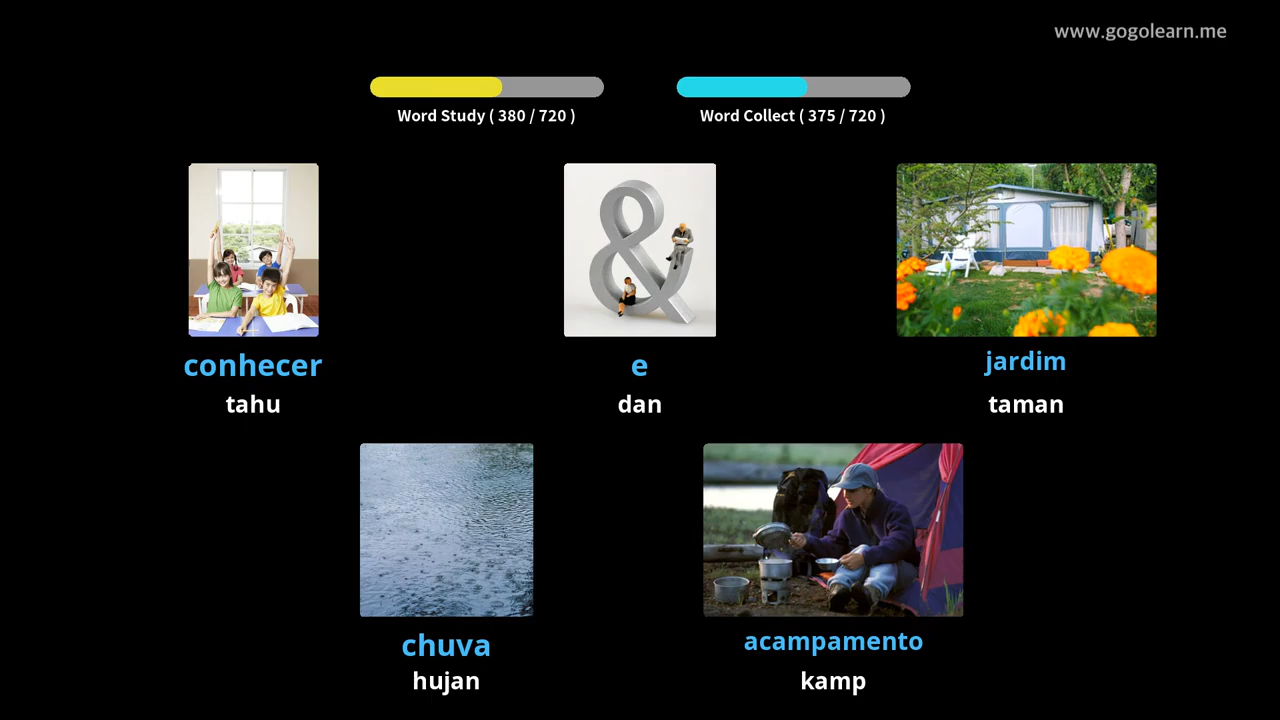 www.gogolearn.me
Word Study ( 380 / 720 )
Word Collect ( 375 / 720 )
conhecer
tahu
e
dan
jardim
taman
chuva
hujan
acampamento
kamp